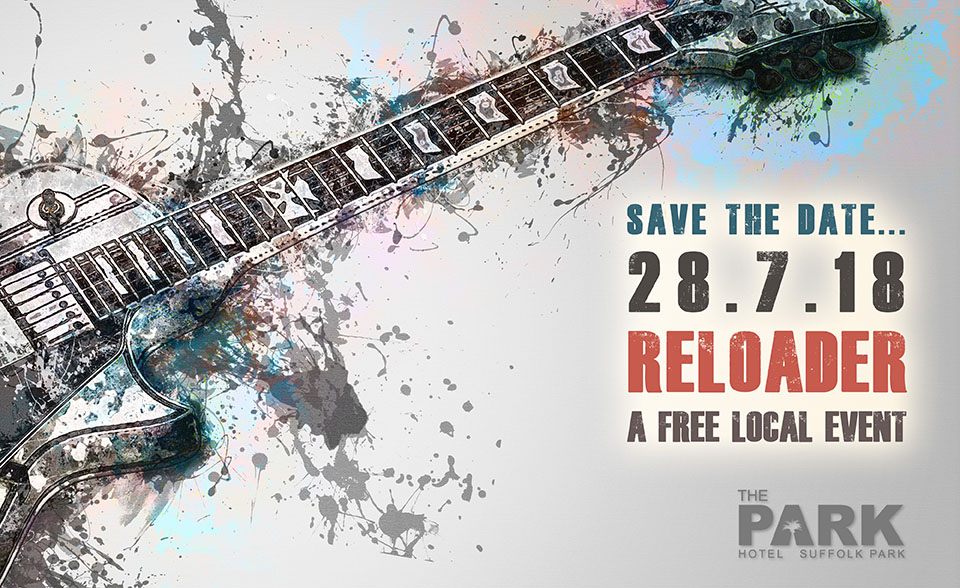 SAVE THE DATE...
28.7.18
RELOADER
A FREE LOCAL EVENT
THE
PARK
HOTEL SUFFOLK PARK